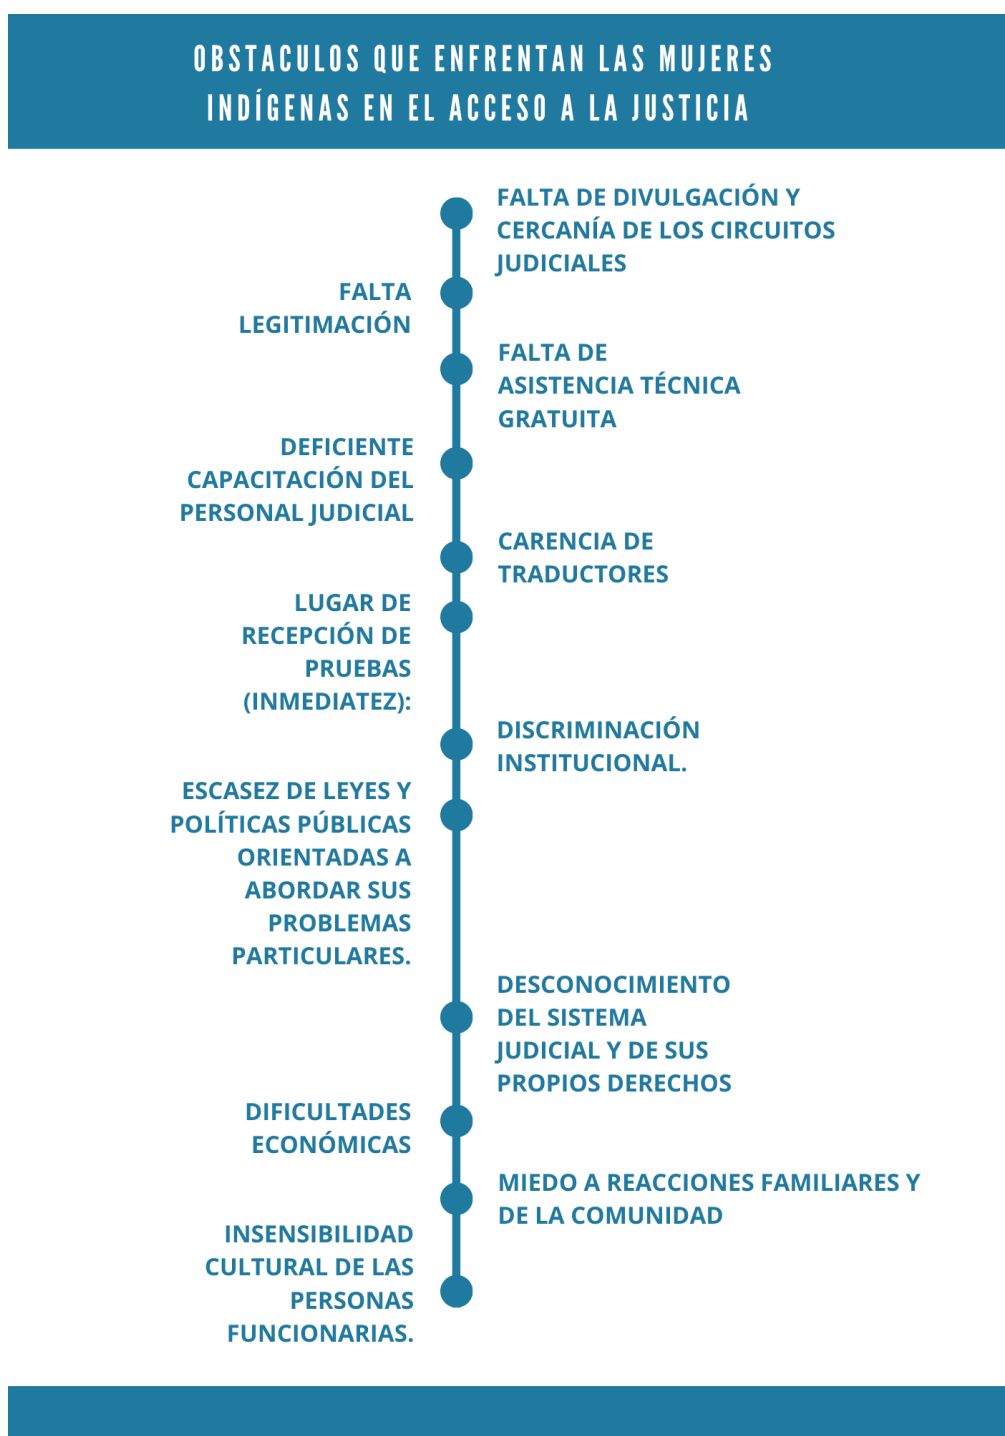 OBSTACULOS QUE ENFRENTAN LAS MUJERES
INDÍGENAS EN EL ACCESO A LA JUSTICIA
FALTA DE DIVULGACIÓN Y
CERCANÍA DE LOS CIRCUITOS
JUDICIALES
FALTA
LEGITIMACIÓN
FALTA DE
ASISTENCIA TÉCNICA
GRATUITA
DEFICIENTE
CAPACITACIÓN DEL
PERSONAL JUDICIAL
CARENCIA DE
TRADUCTORES
LUGAR DE
RECEPCIÓN DE
PRUEBAS
(INMEDIATEZ):
DISCRIMINACIÓN
INSTITUCIONAL.
ESCASEZ DE LEYES Y
POLÍTICAS PÚBLICAS
ORIENTADAS A
ABORDAR SUS
PROBLEMAS
PARTICULARES.
DESCONOCIMIENTO
DEL SISTEMA
JUDICIAL Y DE SUS
PROPIOS DERECHOS
DIFICULTADES
ECONÓMICAS
MIEDO A REACCIONES FAMILIARES Y
DE LA COMUNIDAD
INSENSIBILIDAD
CULTURAL DE LAS
PERSONAS
FUNCIONARIAS.